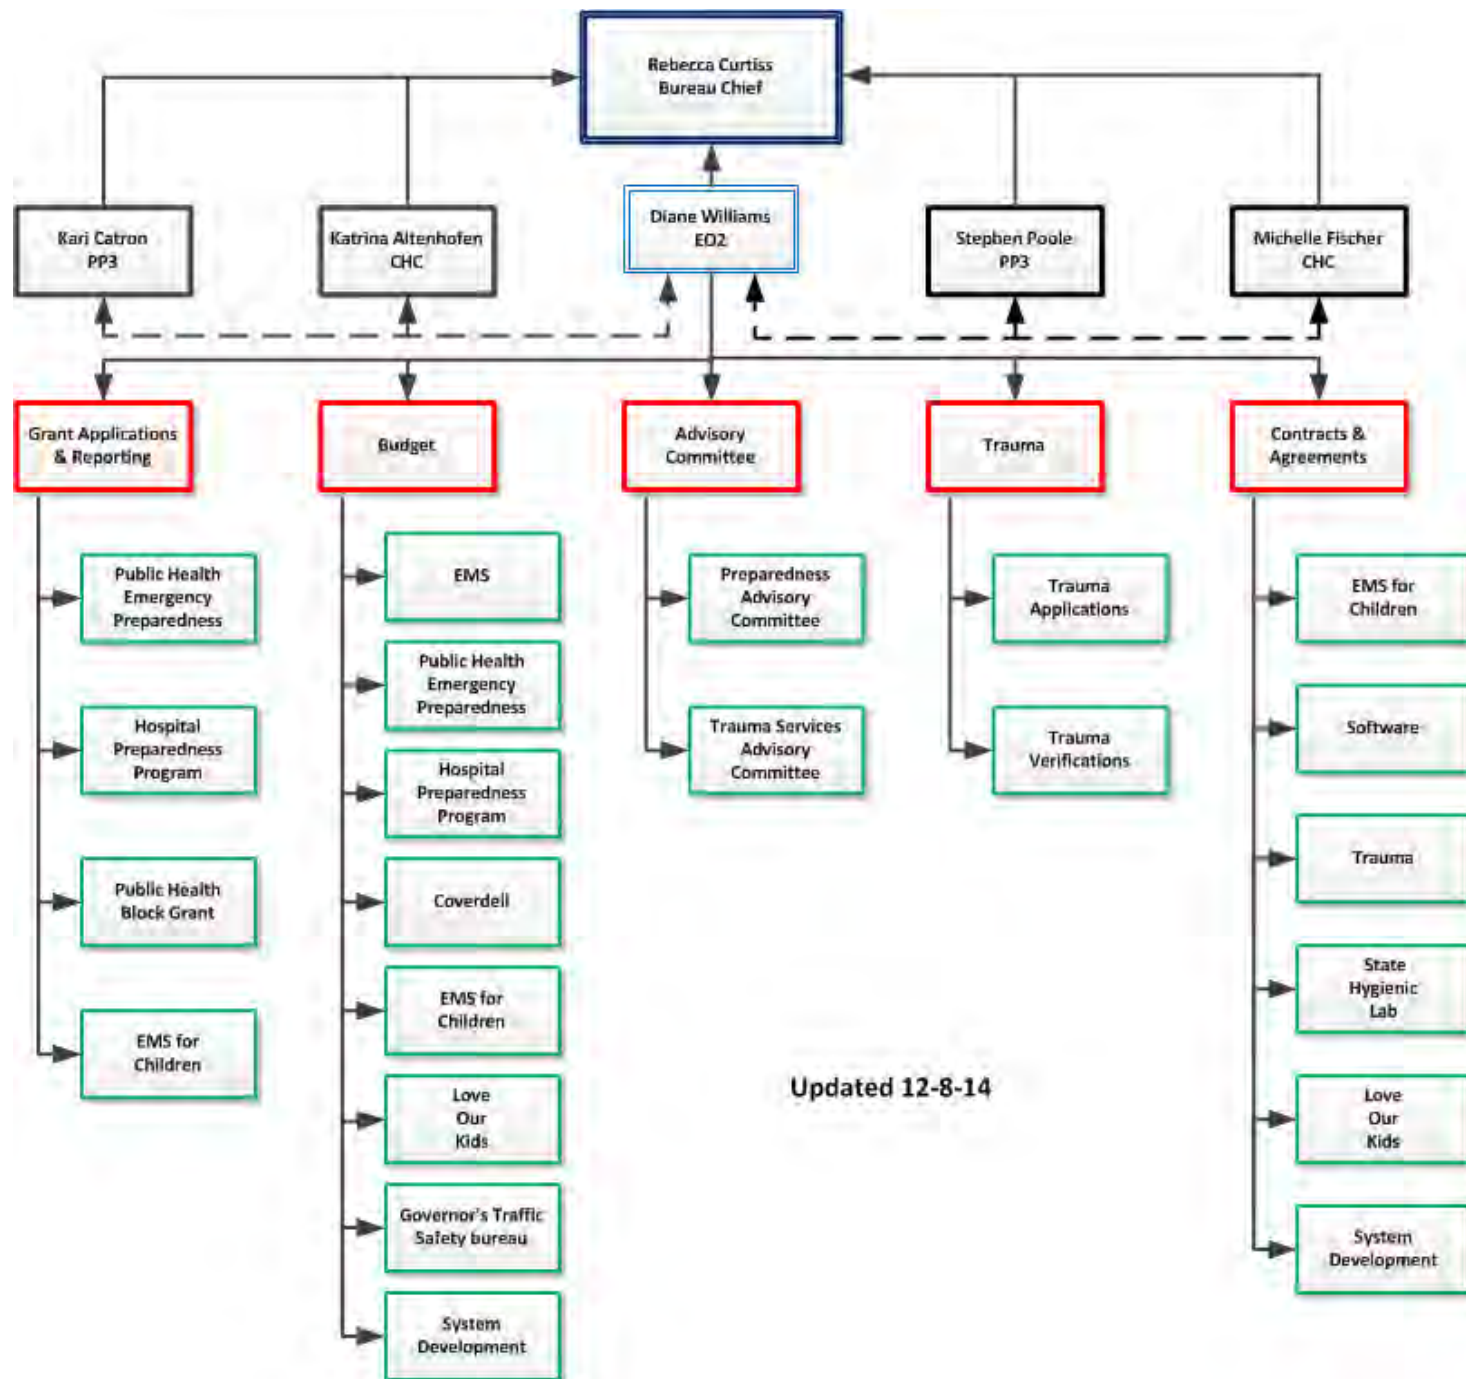 Rebecca Curtiss
Bureau Chief
Kari Catron
PP3
Katrina Altenhofen
CHC
Diane Williams
EO2
Stephen Poole
PP3
Michelle Fischer
CHC
Grant Applications
& Reporting
Budget
Advisory
Committee
Trauma
Contracts &
Agreements
Public Health
Emergency
Preparedness
Hospital
Preparedness
Program
Public Health
Block Grant
EMS for
Children
EMS
Public Health
Emergency
Preparedness
Hospital
Preparedness
Program
Coverdell
EMS for
Children
Love
Our
Kids
Governor's Traffic
Safety bureau
System
Development
Preparedness
Advisory
Committee
Trauma Services
Advisory
Committee
Trauma
Applications
Trauma
Verifications
EMS for
Children
Software
Trauma
State
Hygienic
Lab
Love
Our
Kids
System
Development
Updated 12-8-14